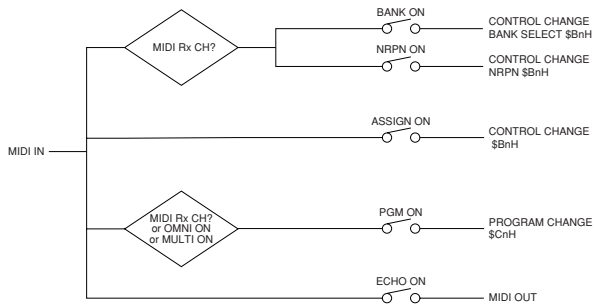 BANK ON
CONTROL CHANGE
BANK SELECT $BnH
MIDI Rx CH?
NRPN ON
CONTROL CHANGE
NRPN $BnH
ASSIGN ON
CONTROL CHANGE
$BnH
MIDI IN
MIDI Rx CH?
or OMNI ON
or MULTI ON
PGM ON
PROGRAM CHANGE
$CnH
ECHO ON
MIDI OUT